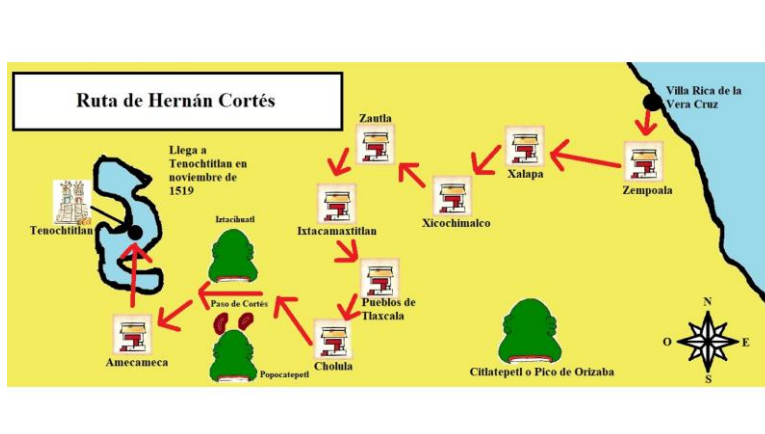 Ruta de Hernán Cortés
Villa Rica de la
Vera Cruz
Zempoala
Xalapa
Xicochimalco
Zautla
Ixtacamaxtitlan
Pueblos de
Tlaxcala
Cholula
Iztacihuatl
Paso de Cortés
Popocatepetl
Amecameca
Llega a
Tenochtitlan en
noviembre de
1519
Tenochtitlan
Citlatepetl o Pico de Orizaba
N
O
E
S